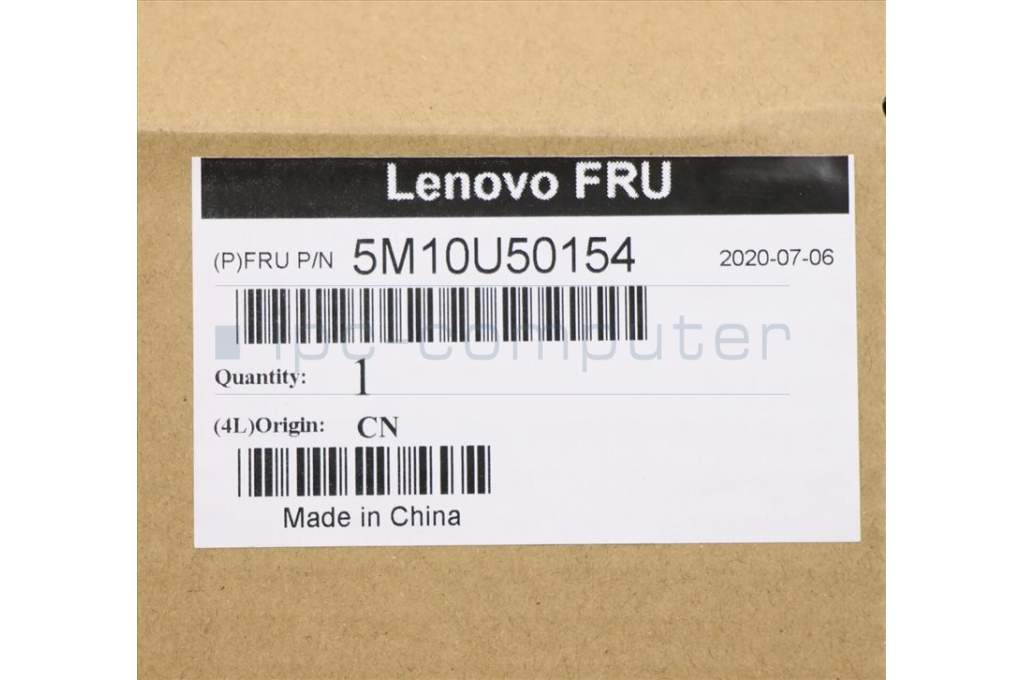 Lenovo FRU
(P)FRU P/N 5M10U50154 2020-07-06
ipc-computer
Quantity: 1
(4L)Origin: CN
Made in China